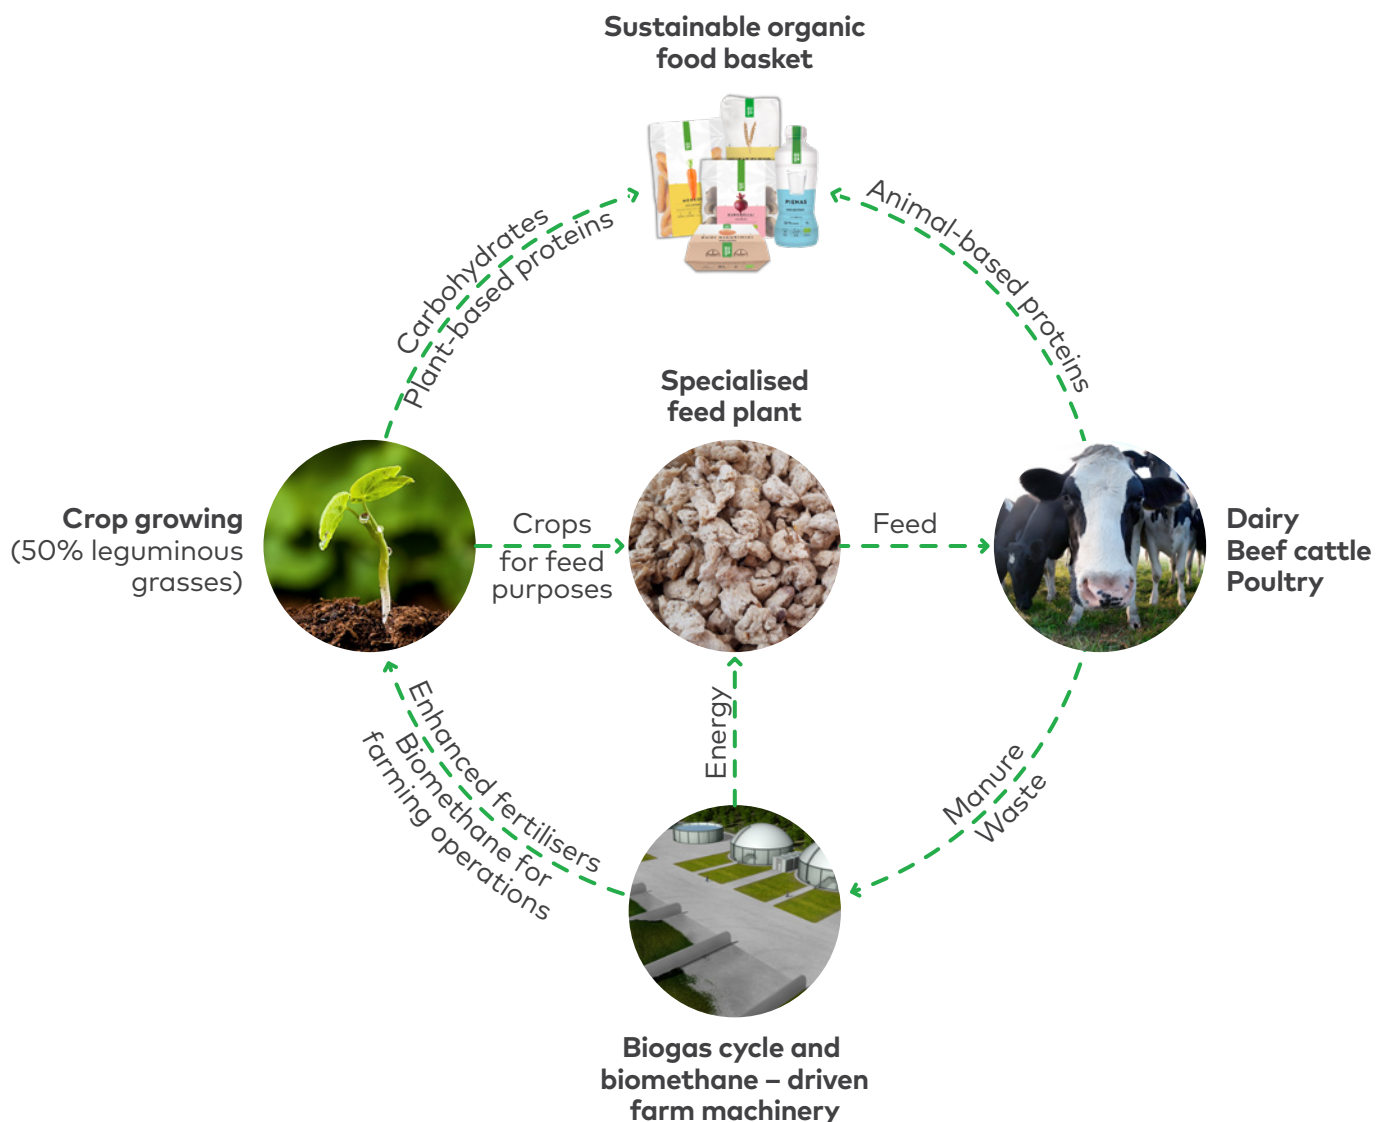 Sustainable organic
food basket
PIENAS
Carbohydrates
Plant-based proteins
Animal-based proteins
Specialised
feed plant
Crop growing
(50% leguminous
grasses)
Crops
for feed
purposes
Feed
Dairy
Beef cattle
Poultry
Enhanced fertilisers
Biomethane for
farming operations
Energy
Manure
Waste
Biogas cycle and
biomethane – driven
farm machinery